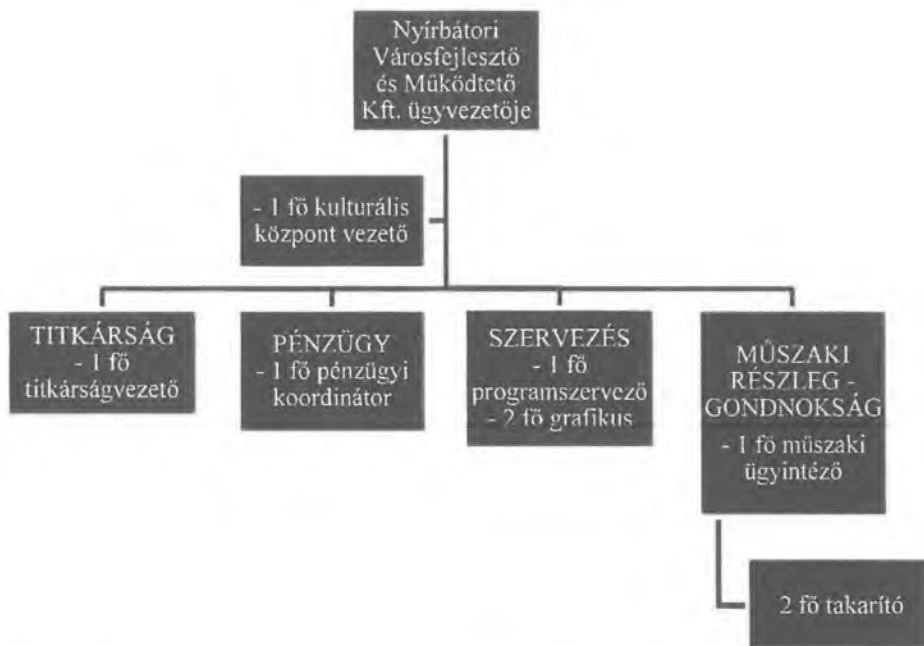 Nyírbátori
Városfejlesztő
és Működtető
Kft. ügyvezetője
- 1 fő kulturális
központ vezető
TITKÁRSÁG
- 1 fő
titkárságvezető
PÉNZÜGY
- 1 fő pénzügyi
koordinátor
SZERVEZÉS
- 1 fő
programszervező
- 2 fő grafikus
MŰSZAKI
RÉSZLEG -
GONDNOKSÁG
- 1 fő műszaki
ügyintéző
2 fő takarító